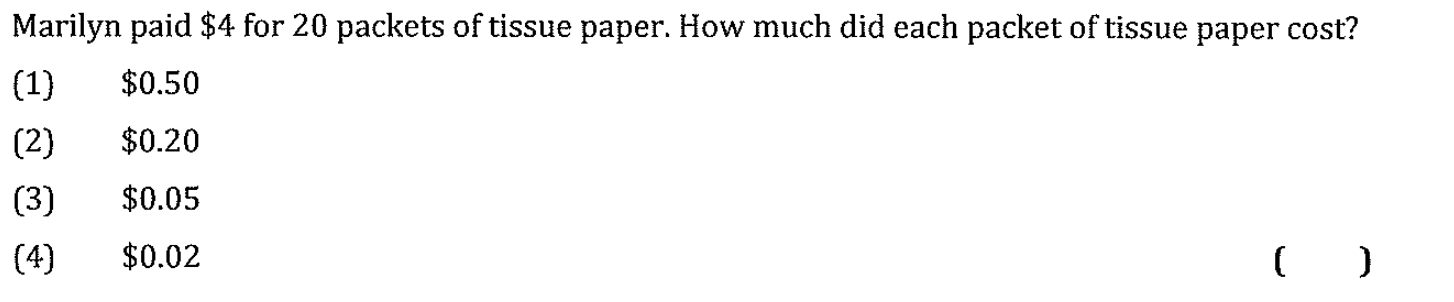 Marilyn paid $4 for 20 packets of tissue paper. How much did each packet of tissue paper cost?
(1) $0.50
(2) $0.20
(3) $0.05
(4) $0.02 ( )